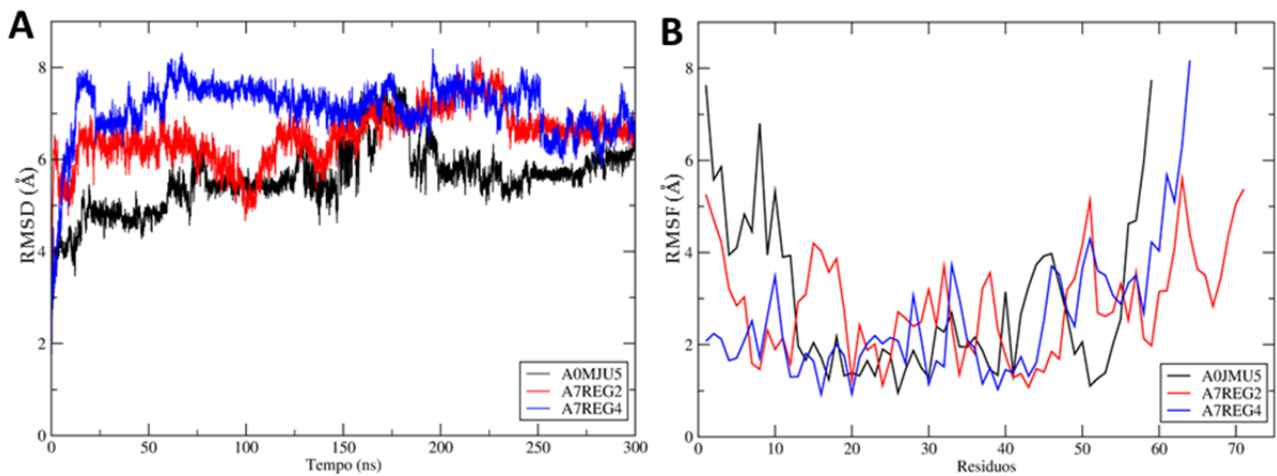 A
RMSD (Å)
8
6
4
2
0
0 50 100 150 200 250 300
Tempo (ns)
A0MJU5
A7REG2
A7REG4
B
RMSF (Å)
8
6
4
2
0
0 10 20 30 40 50 60 70
Residuos
A0JMU5
A7REG2
A7REG4